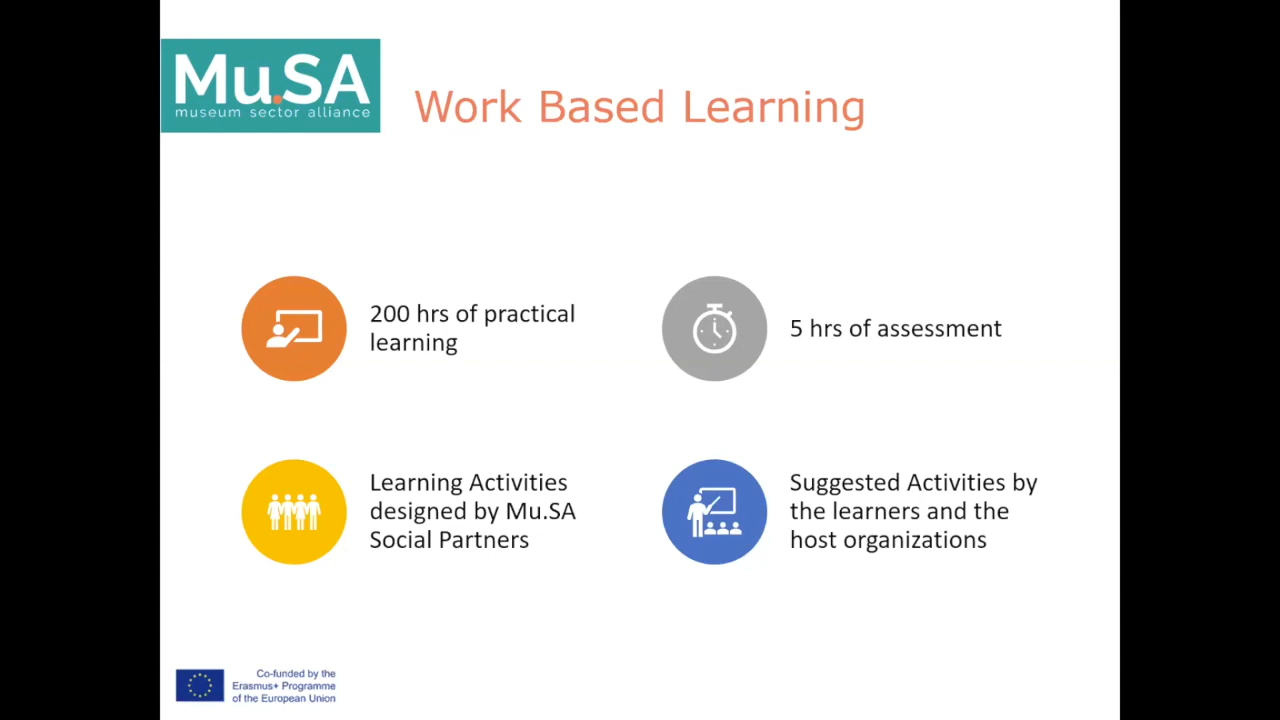 Mu.SA
museum sector alliance
Work Based Learning
200 hrs of practical
learning
5 hrs of assessment
Learning Activities
designed by Mu.SA
Social Partners
Suggested Activities by
the learners and the
host organizations
Co-funded by the
Erasmus+ Programme
of the European Union